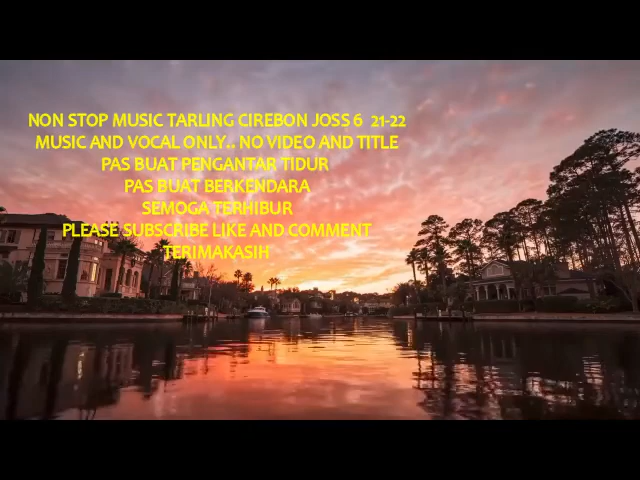 NON STOP MUSIC TARLING CIREBON JOSS 6 21-22
MUSIC AND VOCAL ONLY.. NO VIDEO AND TITLE
PAS BUAT PENGANTAR TIDUR
PAS BUAT BERKENDARA
SEMOGA TERHIBUR
PLEASE SUBSCRIBE LIKE AND COMMENT
TERIMAKASIH